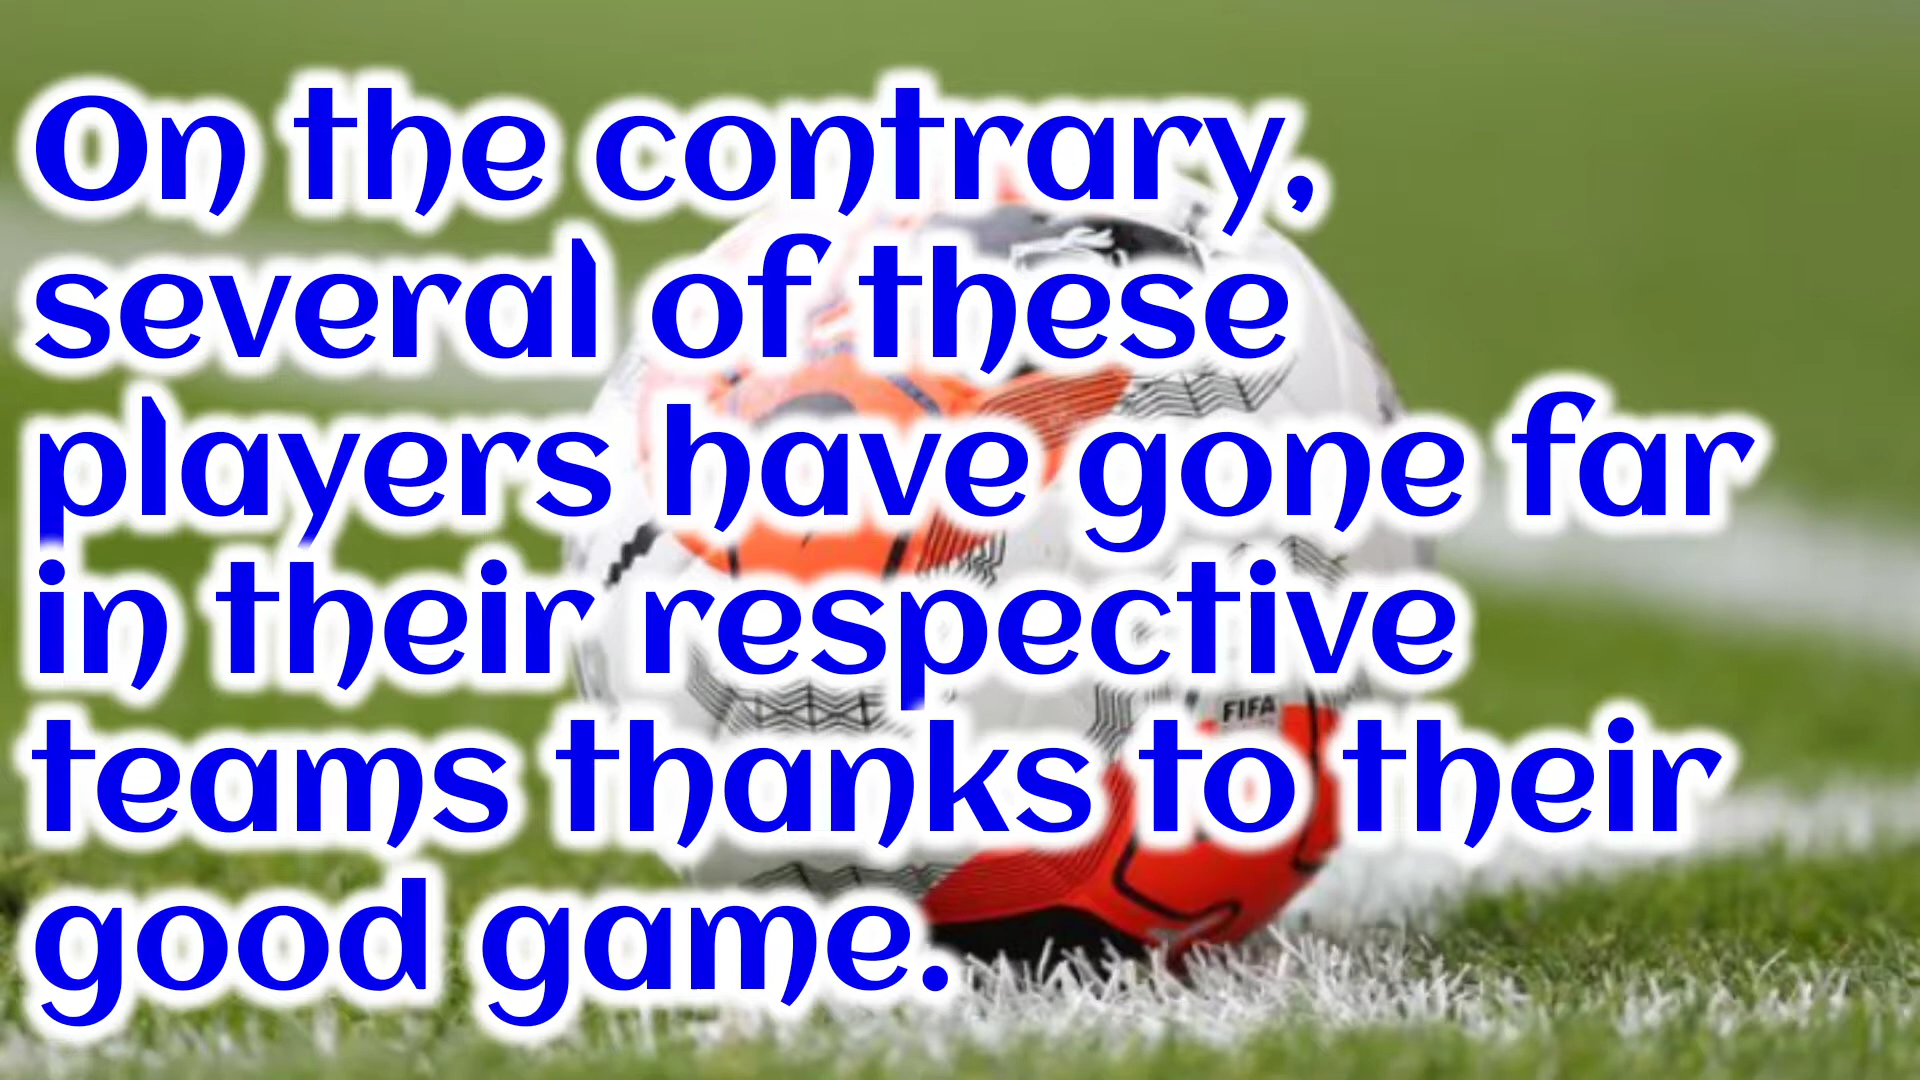 On the contrary,
several of these
players have gone far
in their respective
teams thanks to their
good game.
FIFA